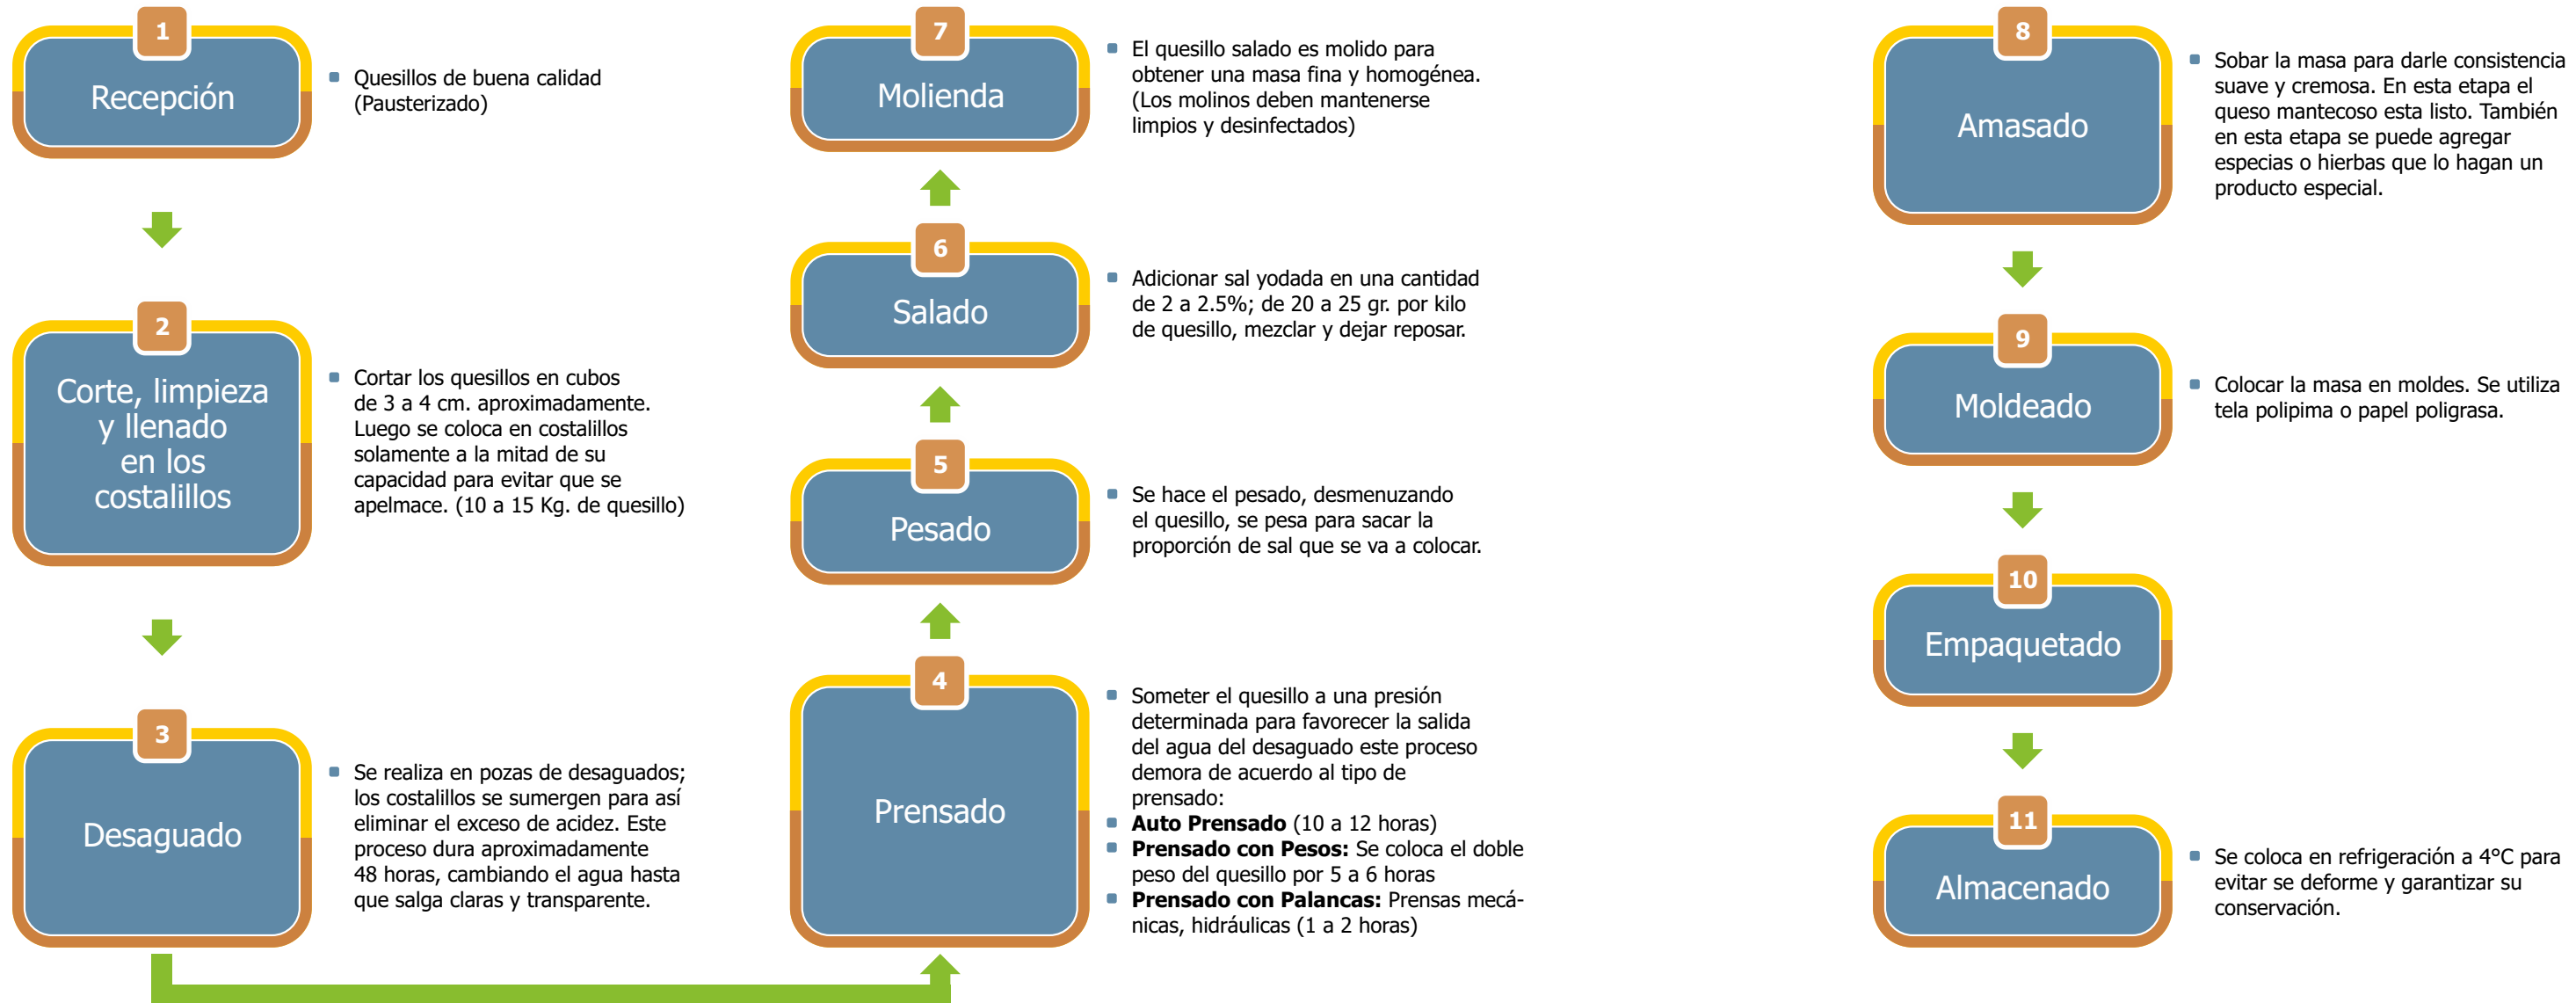 1
Recepción
Quesillos de buena calidad
(Pausterizado)
2
Corte, limpieza
y llenado
en los
costalillos
Cortar los quesillos en cubos
de 3 a 4 cm. aproximadamente.
Luego se coloca en costalillos
solamente a la mitad de su
capacidad para evitar que se
apelmace. (10 a 15 Kg. de quesillo)
3
Desaguado
Se realiza en pozas de desaguados;
los costalillos se sumergen para así
eliminar el exceso de acidez. Este
proceso dura aproximadamente
48 horas, cambiando el agua hasta
que salga claras y transparente.
4
Prensado
Someter el quesillo a una presión
determinada para favorecer la salida
del agua del desaguado este proceso
demora de acuerdo al tipo de
prensado:
Auto Prensado (10 a 12 horas)
Prensado con Pesos: Se coloca el doble
peso del quesillo por 5 a 6 horas
Prensado con Palancas: Prensas mecá-
nicas, hidráulicas (1 a 2 horas)
5
Pesado
Se hace el pesado, desmenuzando
el quesillo, se pesa para sacar la
proporción de sal que se va a colocar.
6
Salado
Adicionar sal yodada en una cantidad
de 2 a 2.5%; de 20 a 25 gr. por kilo
de quesillo, mezclar y dejar reposar.
7
Molienda
El quesillo salado es molido para
obtener una masa fina y homogénea.
(Los molinos deben mantenerse
limpios y desinfectados)
8
Amasado
Sobar la masa para darle consistencia
suave y cremosa. En esta etapa el
queso mantecoso esta listo. También
en esta etapa se puede agregar
especias o hierbas que lo hagan un
producto especial.
9
Moldeado
Colocar la masa en moldes. Se utiliza
tela polipima o papel poligrasa.
10
Empaquetado
11
Almacenado
Se coloca en refrigeración a 4°C para
evitar se deforme y garantizar su
conservación.